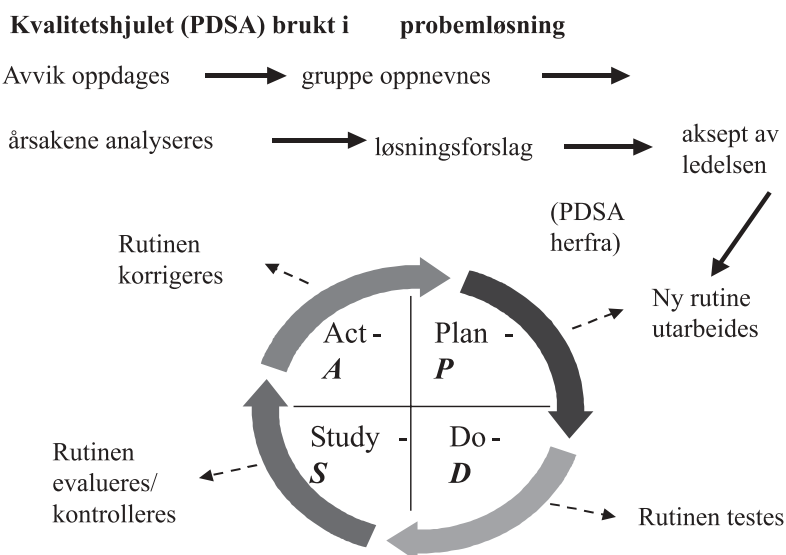 Kvalitetshjulet (PDSA) brukt i probemløsning
Avvik oppdages gruppe oppnevnes
årsakene analyseres løsningsforslag aksept av
ledelsen
(PDSA
herfra)
Rutinen
korrigeres
Ny rutine
utarbeides
Act - Plan -
A P
Study - Do -
S D
Rutinen
evalueres/
kontrolleres
Rutinen testes